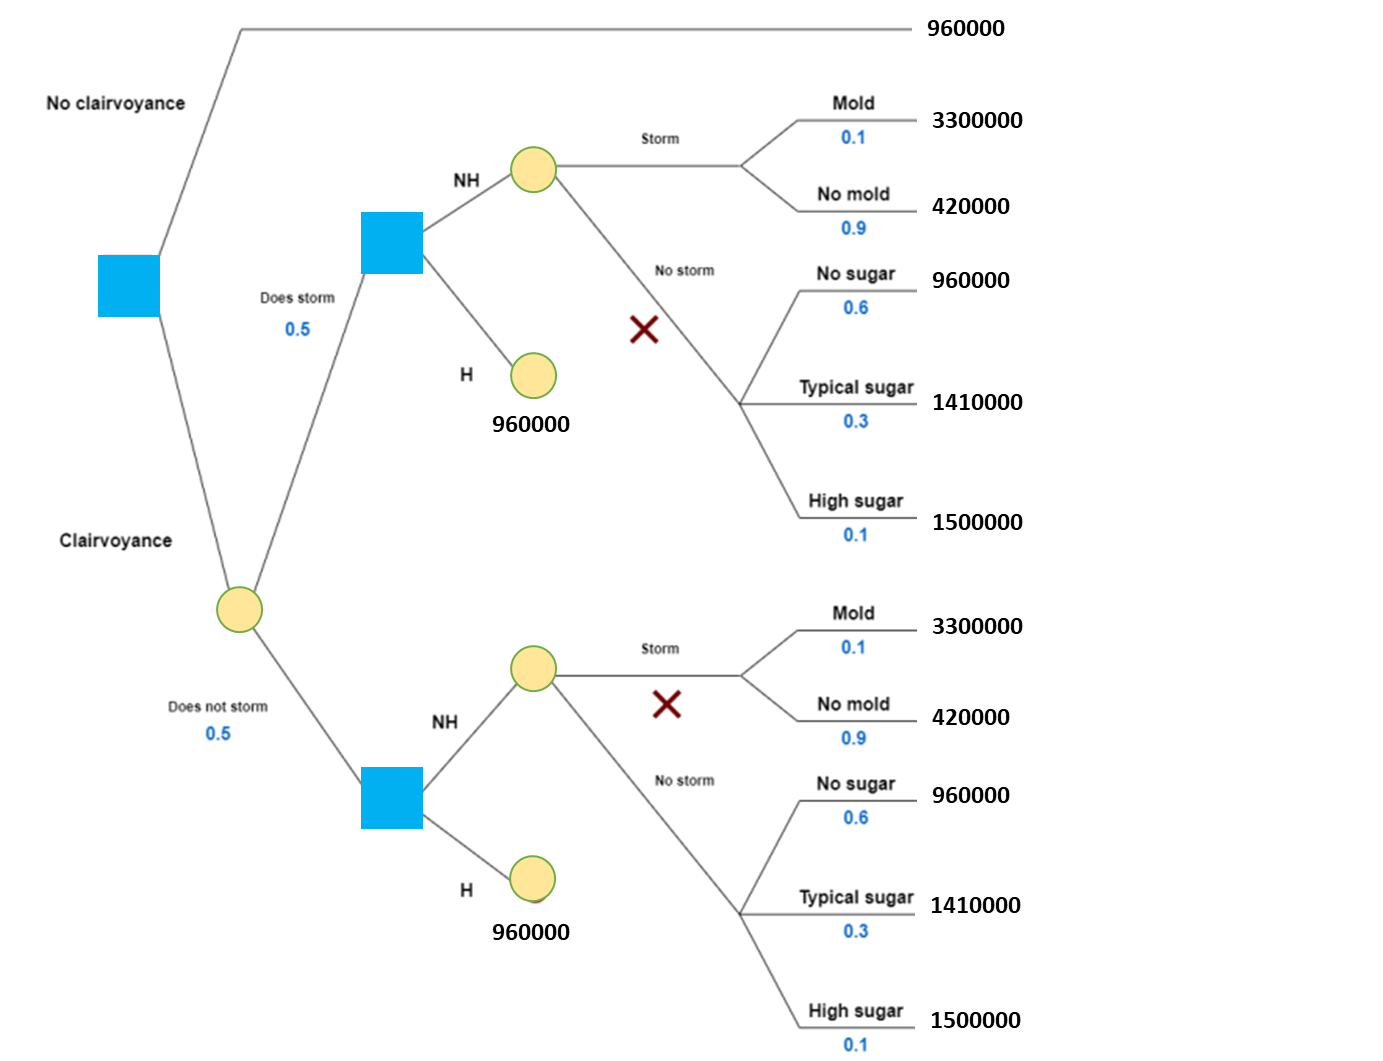 960000
No clairvoyance
Mold
0.1
3300000
Storm
NH
No mold
0.9
420000
No storm
No sugar
0.6
960000
Does storm
0.5
H
960000
Typical sugar
0.3
1410000
High sugar
0.1
1500000
Clairvoyance
Mold
0.1
3300000
Storm
Does not storm
0.5
NH
No mold
0.9
420000
No storm
No sugar
0.6
960000
H
960000
Typical sugar
0.3
1410000
High sugar
0.1
1500000